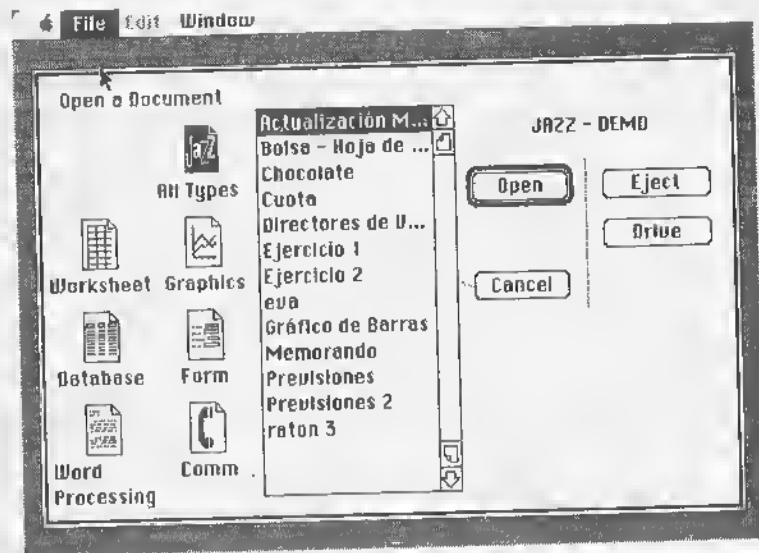 File Edit Window
Open a Document
Jazz
All Types
Worksheet Graphics
Database Form
Word Processing
Comm
Actualización M...
Bolsa - Hoja de ...
Chocolate
Cuota
Directores de V...
Ejercicio 1
Ejercicio 2
eva
Gráfico de Barras
Memorando
Previsiones
Previsiones 2
raton 3
JAZZ - DEMO
Open
Eject
Drive
Cancel